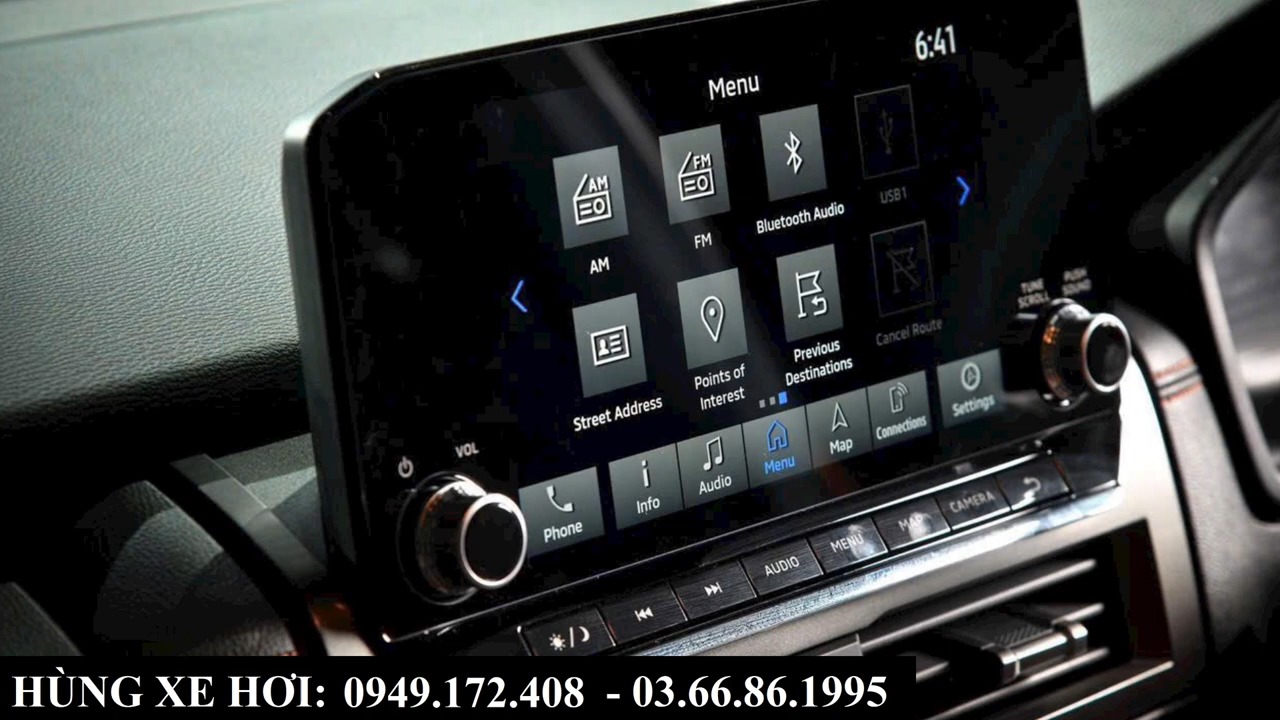 6:41
Menu
AM
FM
AM
FM
Bluetooth Audio
USB1
Street Address
Points of
Interest
Previous
Destinations
Cancel Route
TUNE
SCROLL
PUSH
SOUND
VOL
Phone
Info
Audio
Menu
Map
Connections
Settings
AUDIO
MENU
MAP
CAMERA
HÙNG XE HƠI: 0949.172.408 - 03.66.86.1995